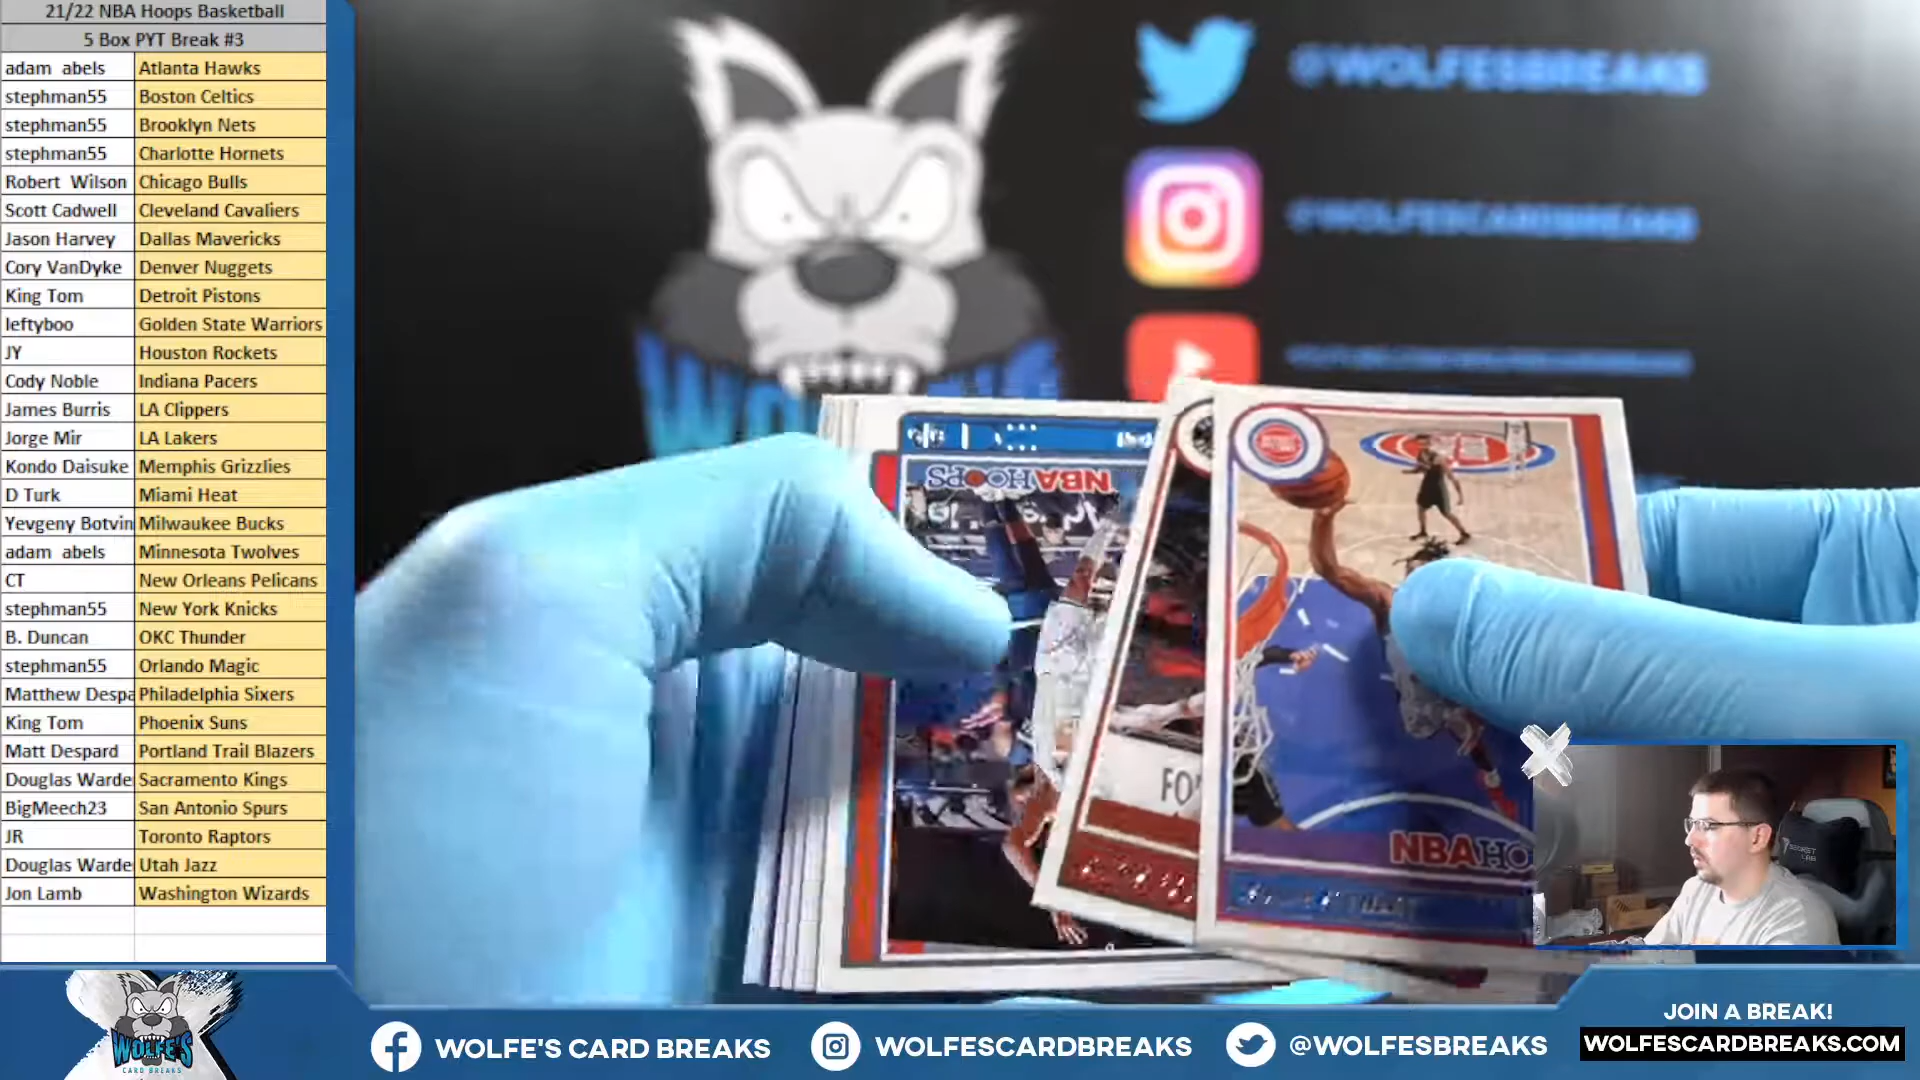 21/22 NBA Hoops Basketball
5 Box PYT Break #3
adam abels Atlanta Hawks
stephman55 Boston Celtics
stephman55 Brooklyn Nets
stephman55 Charlotte Hornets
Robert Wilson Chicago Bulls
Scott Cadwell Cleveland Cavaliers
Jason Harvey Dallas Mavericks
Cory VanDyke Denver Nuggets
King Tom Detroit Pistons
leftyboo Golden State Warriors
JY Houston Rockets
Cody Noble Indiana Pacers
James Burris LA Clippers
Jorge Mir LA Lakers
Kondo Daisuke Memphis Grizzlies
D Turk Miami Heat
Yevgeny Botvin Milwaukee Bucks
adam abels Minnesota Twolves
CT New Orleans Pelicans
stephman55 New York Knicks
B. Duncan OKC Thunder
stephman55 Orlando Magic
Matthew Despa Philadelphia Sixers
King Tom Phoenix Suns
Matt Despard Portland Trail Blazers
Douglas Warde Sacramento Kings
BigMeech23 San Antonio Spurs
JR Toronto Raptors
Douglas Warde Utah Jazz
Jon Lamb Washington Wizards
@WOLFESBREAKS
@WOLFESCARDBREAKS
NBA HOOPS
FO
NBA HO
SECRET LAB
WOLFE'S
CARD BREAKS
WOLFE'S CARD BREAKS
WOLFESCARDBREAKS
@WOLFESBREAKS
JOIN A BREAK!
WOLFESCARDBREAKS.COM